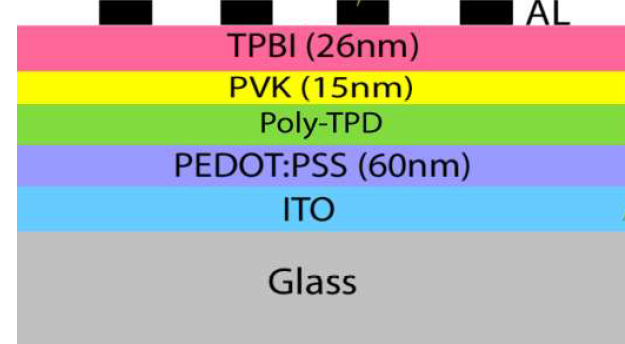 AL
TPBI (26nm)
PVK (15nm)
Poly-TPD
PEDOT:PSS (60nm)
ITO
Glass